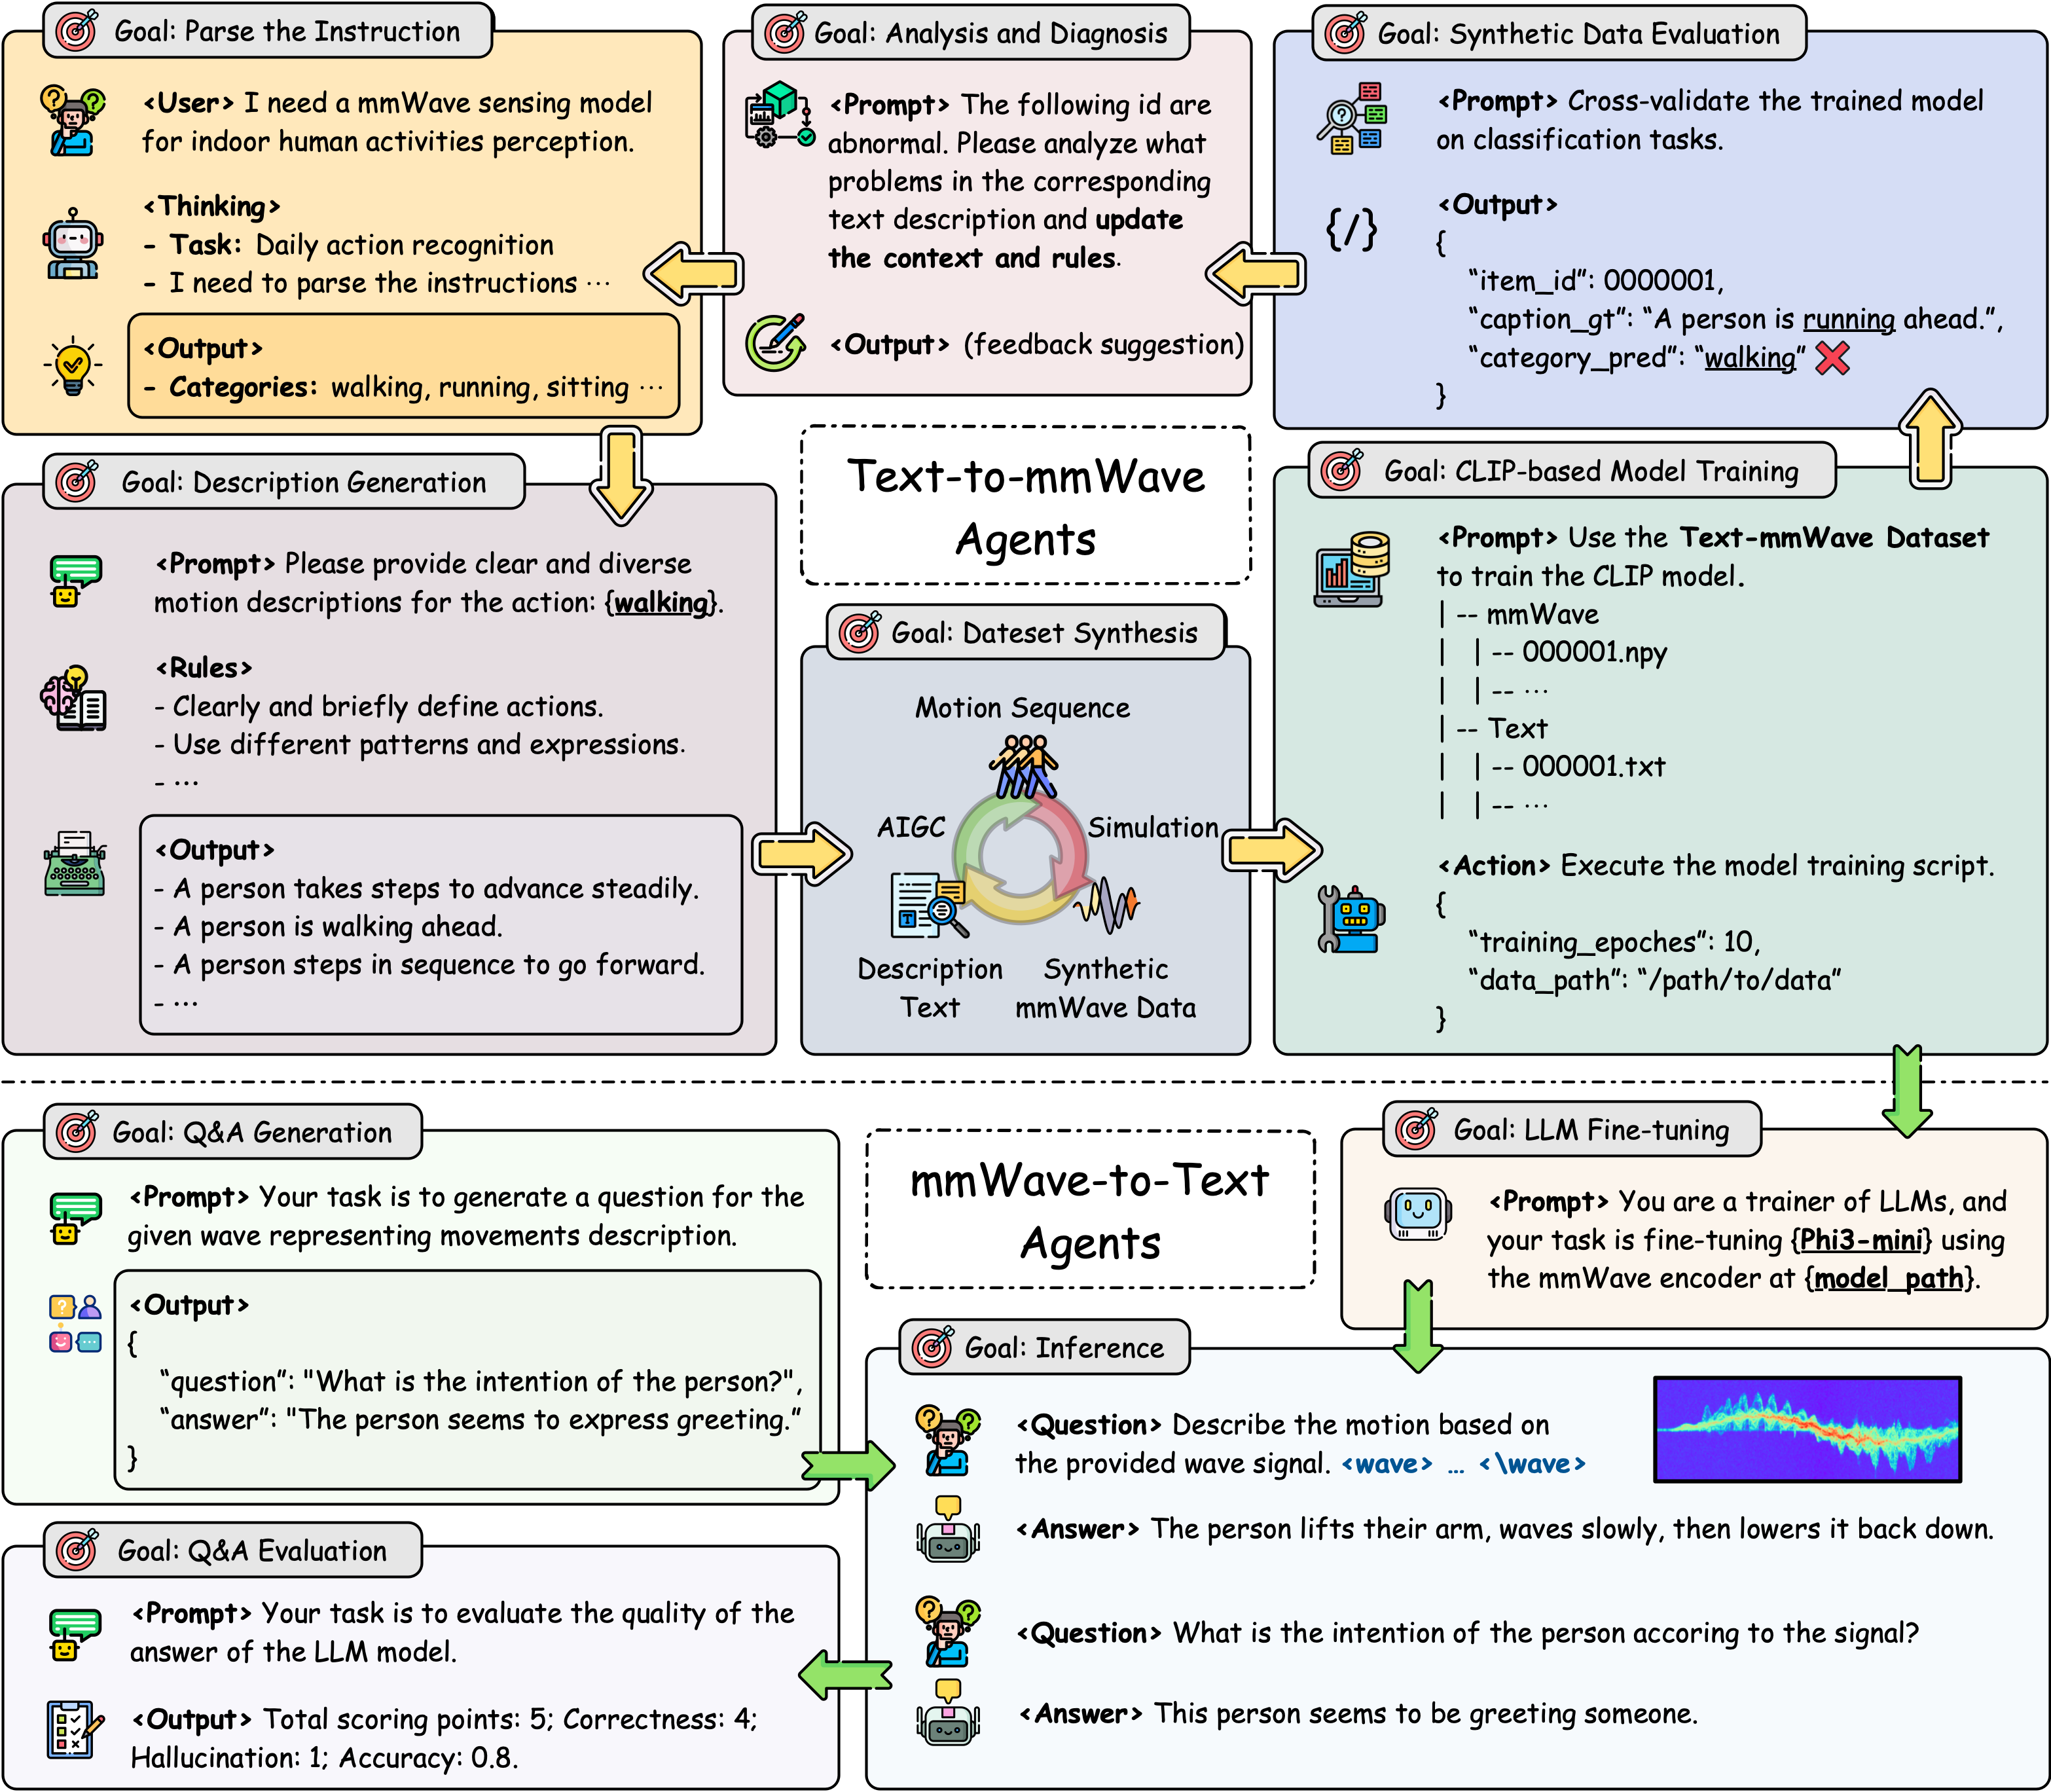 Goal: Parse the Instruction
<User> I need a mmWave sensing model
for indoor human activities perception.
<Thinking>
- Task: Daily action recognition
- I need to parse the instructions ···
<Output>
- Categories: walking, running, sitting ···
Goal: Analysis and Diagnosis
<Prompt> The following id are
abnormal. Please analyze what
problems in the corresponding
text description and update
the context and rules.
<Output> (feedback suggestion)
Goal: Synthetic Data Evaluation
<Prompt> Cross-validate the trained model
on classification tasks.
{/}
<Output>
{
“item_id”: 0000001,
“caption_gt”: “A person is running ahead.”,
“category_pred”: “walking”
}
Goal: Description Generation
<Prompt> Please provide clear and diverse
motion descriptions for the action: {walking}.
<Rules>
- Clearly and briefly define actions.
- Use different patterns and expressions.
- ···
<Output>
- A person takes steps to advance steadily.
- A person is walking ahead.
- A person steps in sequence to go forward.
- ···
Text-to-mmWave
Agents
Goal: Dateset Synthesis
Motion Sequence
AIGC
Simulation
T
Description
Text
Synthetic
mmWave Data
Goal: CLIP-based Model Training
<Prompt> Use the Text-mmWave Dataset
to train the CLIP model.
| -- mmWave
| | -- 000001.npy
| | -- ···
| -- Text
| | -- 000001.txt
| | -- ···
<Action> Execute the model training script.
{
“training_epoches”: 10,
“data_path”: “/path/to/data”
}
Goal: Q&A Generation
<Prompt> Your task is to generate a question for the
given wave representing movements description.
<Output>
{
“question”: "What is the intention of the person?",
“answer”: "The person seems to express greeting.”
}
mmWave-to-Text
Agents
Goal: LLM Fine-tuning
<Prompt> You are a trainer of LLMs, and
your task is fine-tuning {Phi3-mini} using
the mmWave encoder at {model_path}.
Goal: Inference
<Question> Describe the motion based on
the provided wave signal. <wave> … <\wave>
<Answer> The person lifts their arm, waves slowly, then lowers it back down.
<Question> What is the intention of the person accoring to the signal?
<Answer> This person seems to be greeting someone.
Goal: Q&A Evaluation
<Prompt> Your task is to evaluate the quality of the
answer of the LLM model.
<Output> Total scoring points: 5; Correctness: 4;
Hallucination: 1; Accuracy: 0.8.